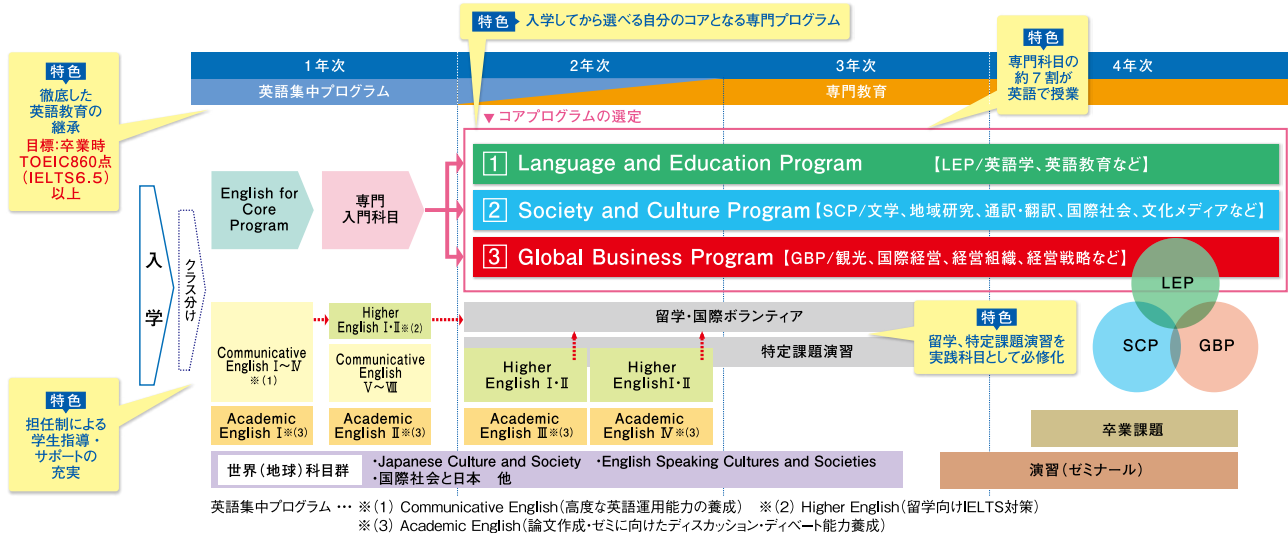 特色 入学してから選べる自分のコアとなる専門プログラム
特色
徹底した
英語教育の
継承
目標:卒業時
TOEIC860点
(IELTS6.5)
以上
1年次
2年次
3年次
4年次
英語集中プログラム
専門教育
特色
専門科目の
約7割が
英語で授業
▼コアプログラムの選定
入学
クラス分け
English for
Core
Program
専門
入門科目
1 Language and Education Program 【LEP/英語学、英語教育など】
2 Society and Culture Program 【SCP/文学、地域研究、通訳・翻訳、国際社会、文化メディアなど】
3 Global Business Program 【GBP/観光、国際経営、経営組織、経営戦略など】
LEP
SCP
GBP
Communicative
English Ⅰ〜Ⅳ
※(1)
Higher
English Ⅰ・Ⅱ※(2)
Communicative
English
Ⅴ〜Ⅷ
留学・国際ボランティア
特定課題演習
Higher
English Ⅰ・Ⅱ
Higher
EnglishⅠ・Ⅱ
特色
留学、特定課題演習を
実践科目として必修化
Academic
English Ⅰ※(3)
Academic
English Ⅱ※(3)
Academic
English Ⅲ※(3)
Academic
English Ⅳ※(3)
特色
担任制による
学生指導・
サポートの
充実
卒業課題
演習(ゼミナール)
世界(地球)科目群
・Japanese Culture and Society ・English Speaking Cultures and Societies
・国際社会と日本 他
英語集中プログラム … ※(1) Communicative English(高度な英語運用能力の養成) ※(2) Higher English(留学向けIELTS対策)
※(3) Academic English(論文作成・ゼミに向けたディスカッション・ディベート能力養成)